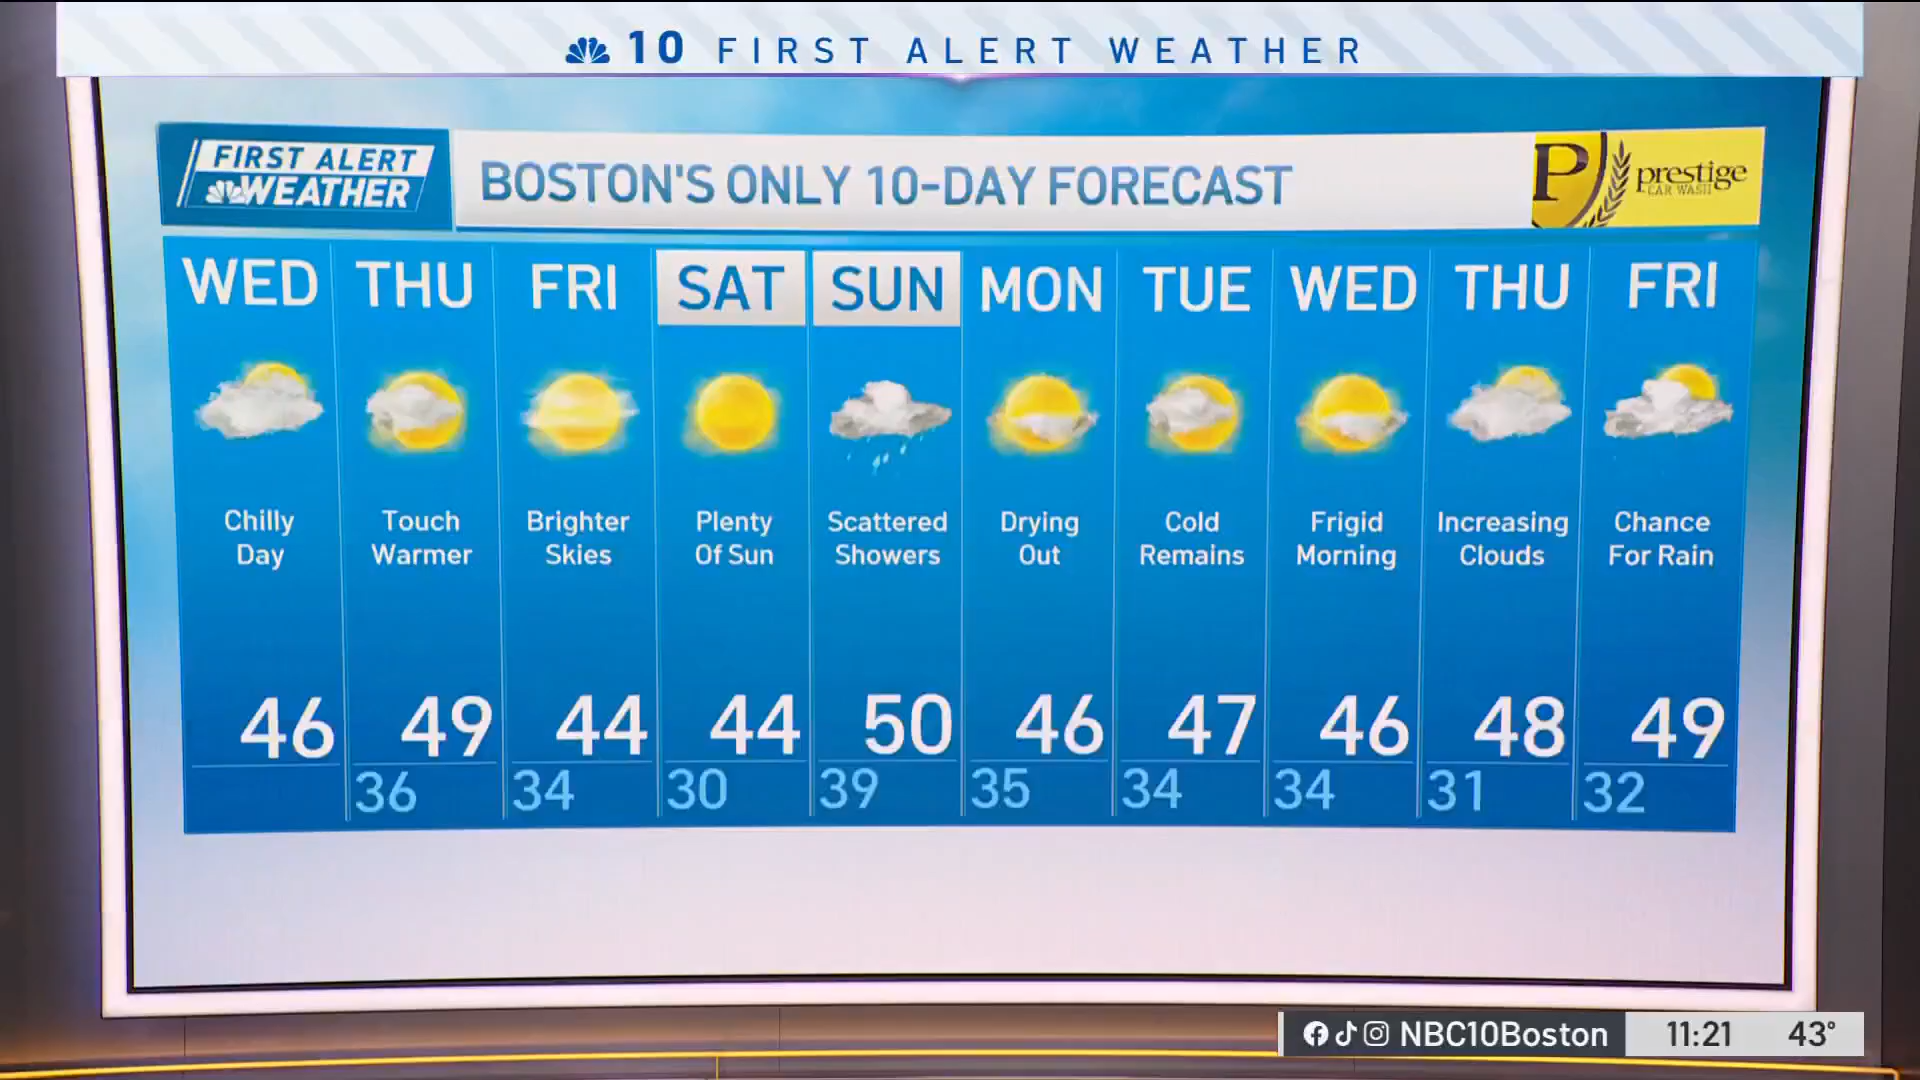 10 FIRST ALERT WEATHER
FIRST ALERT
WEATHER
BOSTON'S ONLY 10-DAY FORECAST
P
prestige
CAR WASH
WED THU FRI SAT SUN MON TUE WED THU FRI
Chilly Touch Brighter Plenty Scattered Drying Cold Frigid Increasing Chance
Day Warmer Skies Of Sun Showers Out Remains Morning Clouds For Rain
46 49 44 44 50 46 47 46 48 49
36 34 30 39 35 34 34 31 32
NBC10Boston 11:21 43°